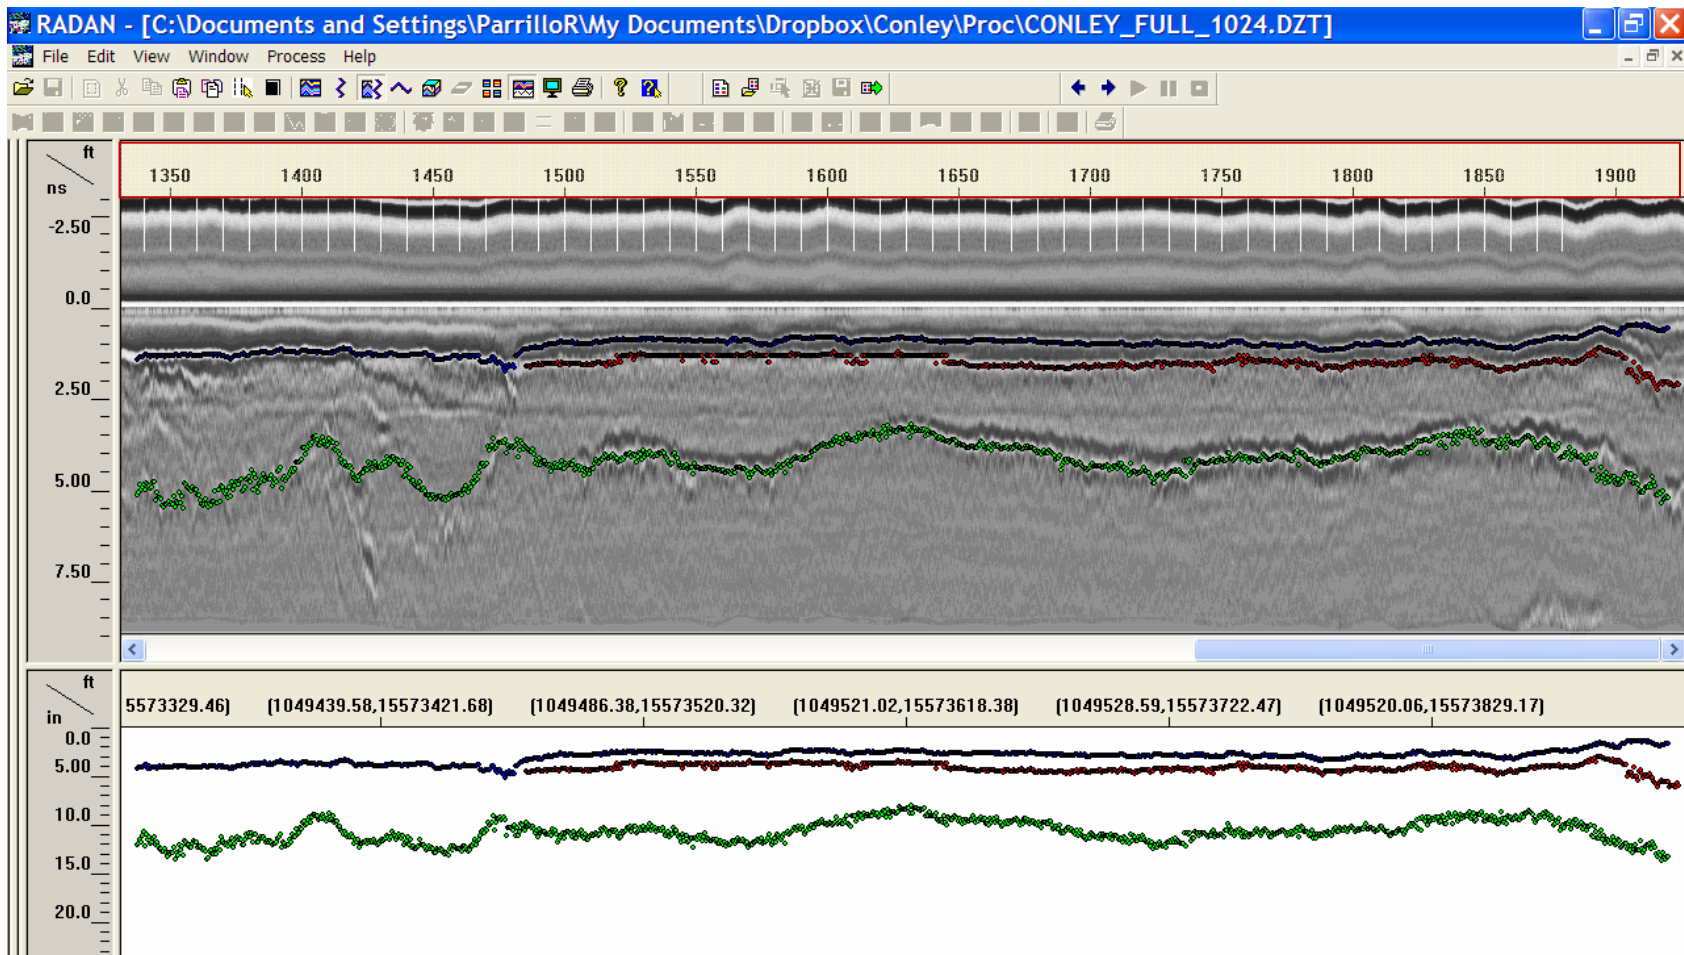 RADAN - [C:\Documents and Settings\ParrilloR\My Documents\Dropbox\Conley\Proc\CONLEY_FULL_1024.DZT]
File Edit View Window Process Help
ft
ns
1350 1400 1450 1500 1550 1600 1650 1700 1750 1800 1850 1900
-2.50
0.0
2.50
5.00
7.50
ft
in
5573329.46) (1049439.58,15573421.68) (1049486.38,15573520.32) (1049521.02,15573618.38) (1049528.59,15573722.47) (1049520.06,15573829.17)
0.0
5.00
10.0
15.0
20.0